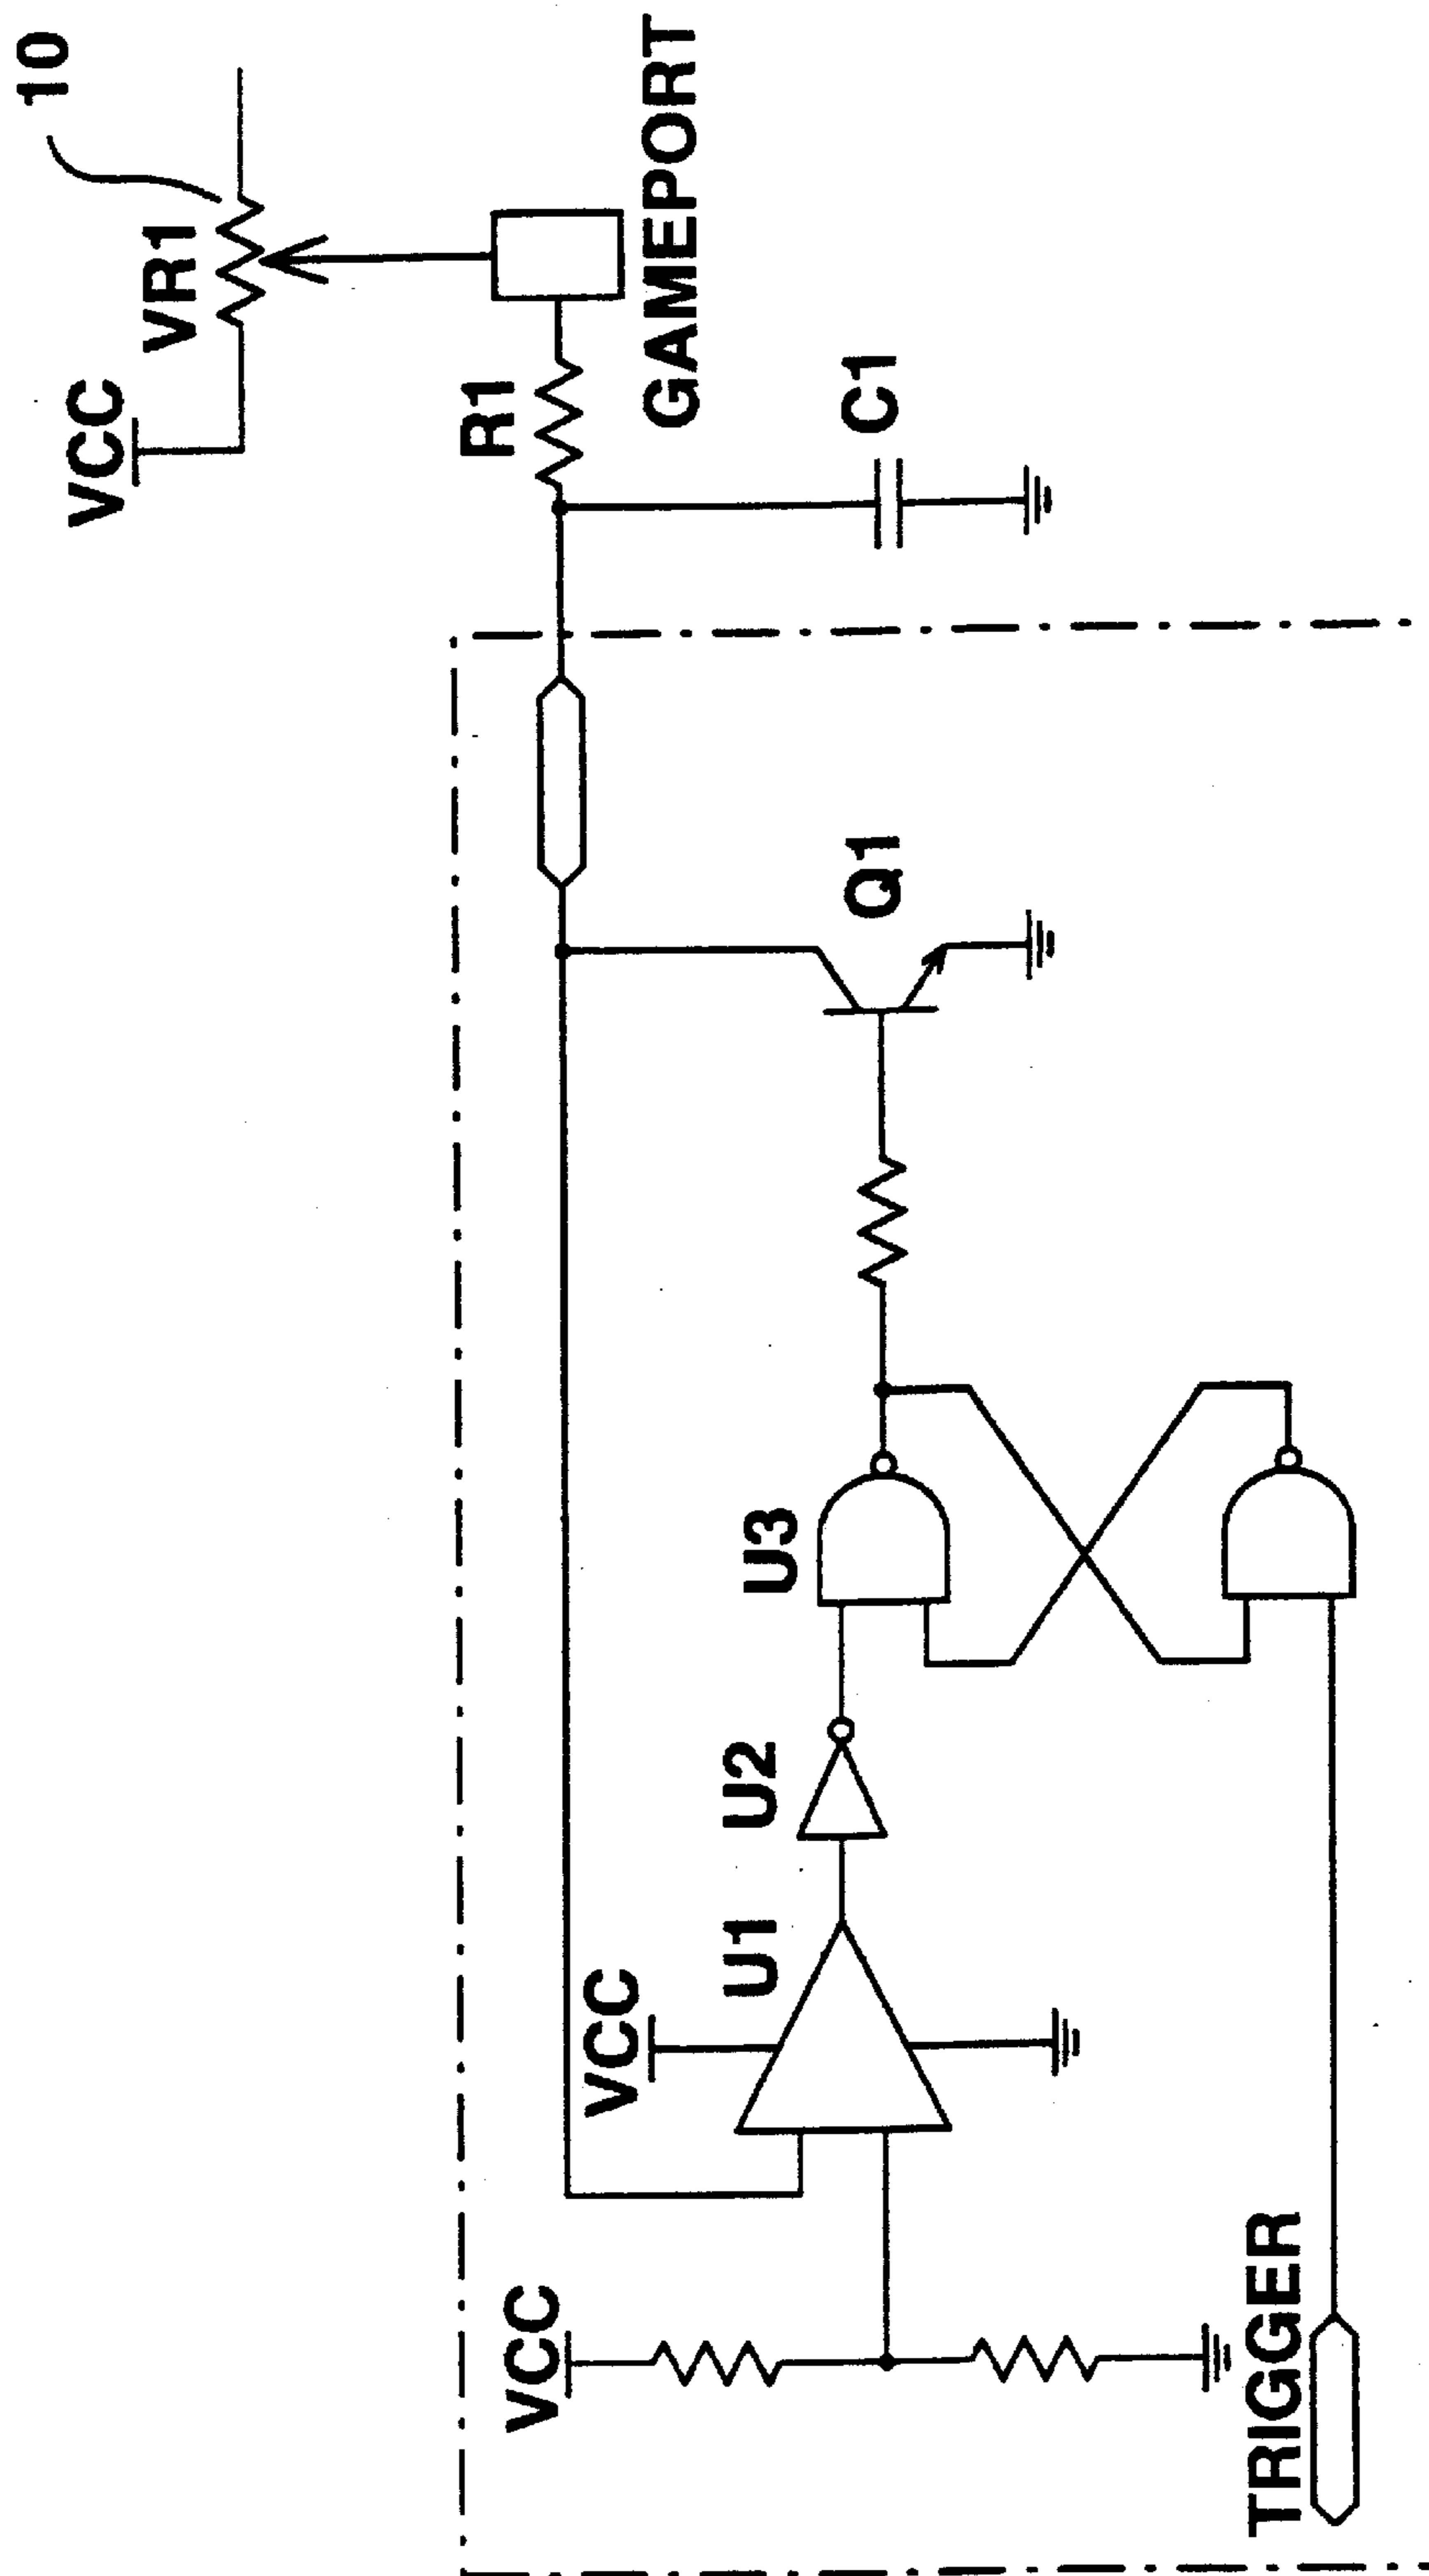 10
VCC
VR1
R1
GAMEPORT
C1
Q1
VCC
VCC
U1
U2
U3
TRIGGER